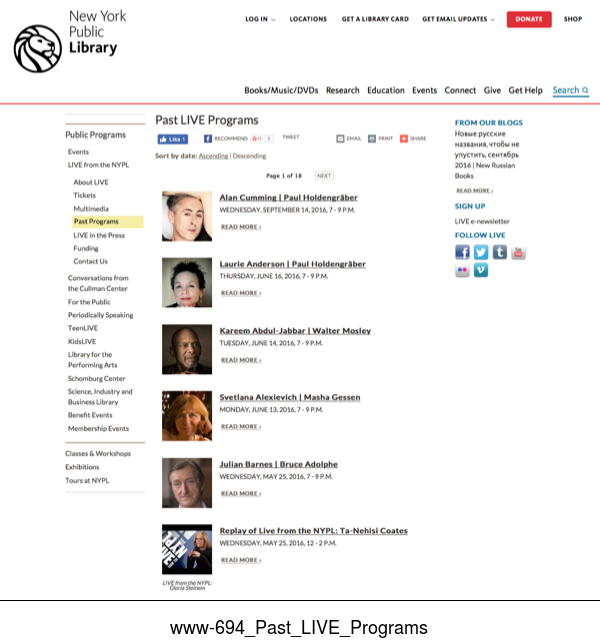 New York
Public
Library
LOG IN
LOCATIONS
GET A LIBRARY CARD
GET EMAIL UPDATES
DONATE
SHOP
Books/Music/DVDs Research Education Events Connect Give Get Help Search
Public Programs
Events
LIVE from the NYPL
About LIVE
Tickets
Multimedia
Past Programs
LIVE in the Press
Funding
Contact Us
Conversations from
the Cullman Center
For the Public
Periodically Speaking
TeenLIVE
KidsLIVE
Library for the
Performing Arts
Schomburg Center
Science, Industry and
Business Library
Benefit Events
Membership Events
Classes & Workshops
Exhibitions
Tours at NYPL
Past LIVE Programs
Like 1
RECOMMEND
TWEET
EMAIL
PRINT
SHARE
Sort by date: Ascending | Descending
Page 1 of 18 NEXT
Alan Cumming | Paul Holdengräber
WEDNESDAY, SEPTEMBER 14, 2016, 7 - 9 P.M.
READ MORE ›
Laurie Anderson | Paul Holdengräber
THURSDAY, JUNE 16, 2016, 7 - 9 P.M.
READ MORE ›
Kareem Abdul-Jabbar | Walter Mosley
TUESDAY, JUNE 14, 2016, 7 - 9 P.M.
READ MORE ›
Svetlana Alexievich | Masha Gessen
MONDAY, JUNE 13, 2016, 7 - 9 P.M.
READ MORE ›
Julian Barnes | Bruce Adolphe
WEDNESDAY, MAY 25, 2016, 7 - 9 P.M.
READ MORE ›
Replay of Live from the NYPL: Ta-Nehisi Coates
WEDNESDAY, MAY 25, 2016, 12 - 2 P.M.
READ MORE ›
LIVE from the NYPL:
Gloria Steinem
FROM OUR BLOGS
Новые русские
названия, чтобы не
упустить, сентябрь
2016 | New Russian
Books
READ MORE ›
SIGN UP
LIVE e-newsletter
FOLLOW LIVE
www-694_Past_LIVE_Programs